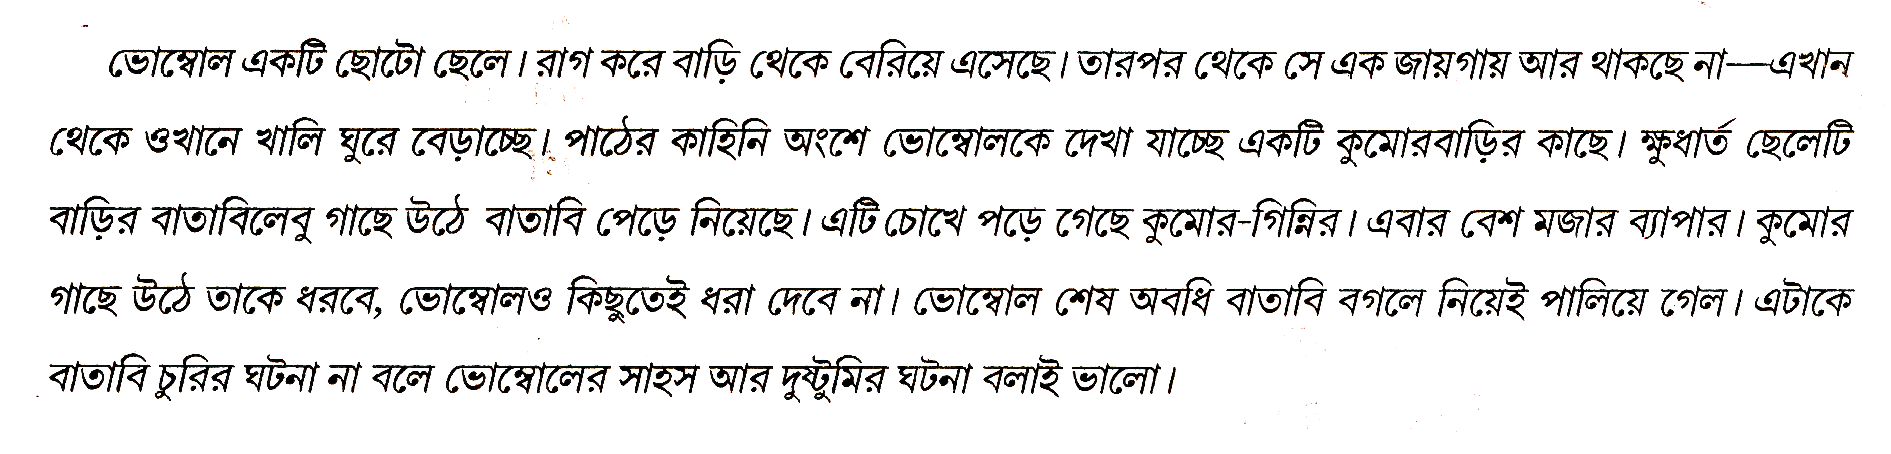 ভোম্বোল একটি ছোটো ছেলে। রাগ করে বাড়ি থেকে বেরিয়ে এসেছে। তারপর থেকে সে এক জায়গায় আর থাকছে না—এখান
থেকে ওখানে খালি ঘুরে বেড়াচ্ছে। পাঠের কাহিনি অংশে ভোম্বোলকে দেখা যাচ্ছে একটি কুমোরবাড়ির কাছে। ক্ষুধার্ত ছেলেটি
বাড়ির বাতাবিলেবু গাছে উঠে বাতাবি পেড়ে নিয়েছে। এটি চোখে পড়ে গেছে কুমোর-গিন্নির। এবার বেশ মজার ব্যাপার। কুমোর
গাছে উঠে তাকে ধরবে, ভোম্বোলও কিছুতেই ধরা দেবে না। ভোম্বোল শেষ অবধি বাতাবি বগলে নিয়েই পালিয়ে গেল। এটাকে
বাতাবি চুরির ঘটনা না বলে ভোম্বোলের সাহস আর দুষ্টুমির ঘটনা বলাই ভালো।